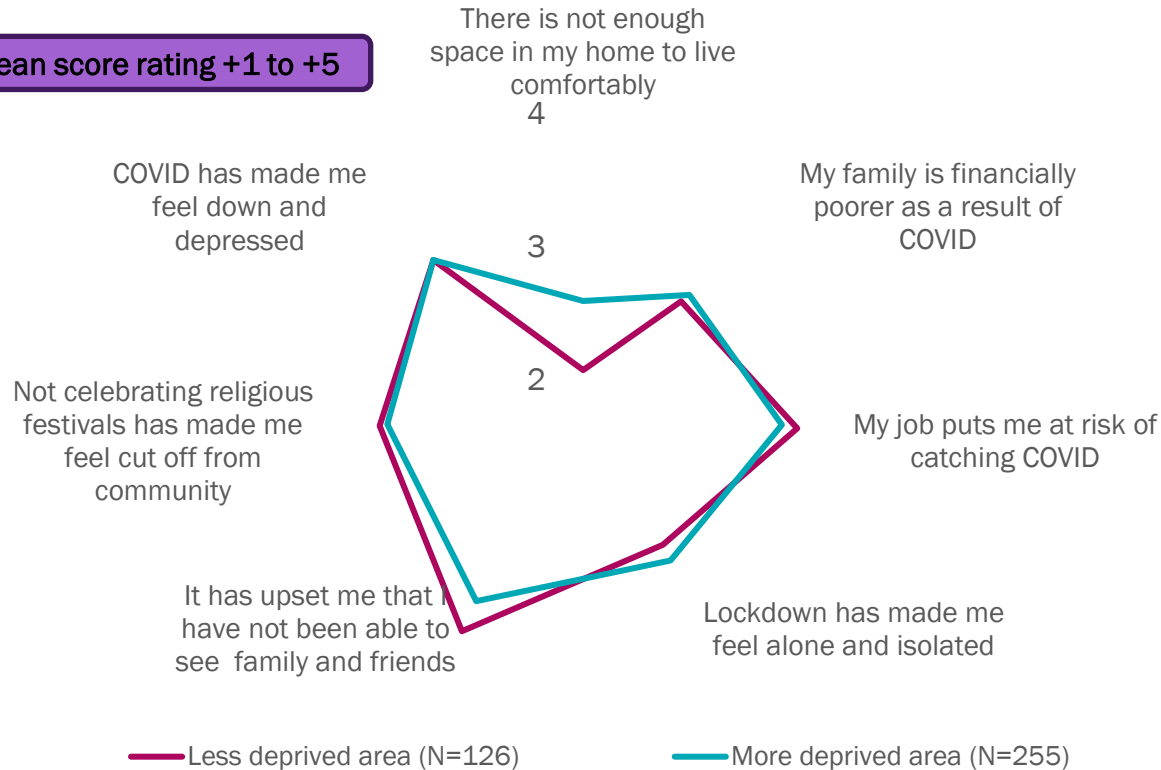 There is not enough
space in my home to live
comfortably
ean score rating +1 to +5
4
COVID has made me
feel down and
depressed
My family is financially
poorer as a result of
COVID
3
2
Not celebrating religious
festivals has made me
feel cut off from
community
My job puts me at risk of
catching COVID
It has upset me that I
have not been able to
see  family and friends
Lockdown has made me
feel alone and isolated
Less deprived area (N=126)
More deprived area (N=255)